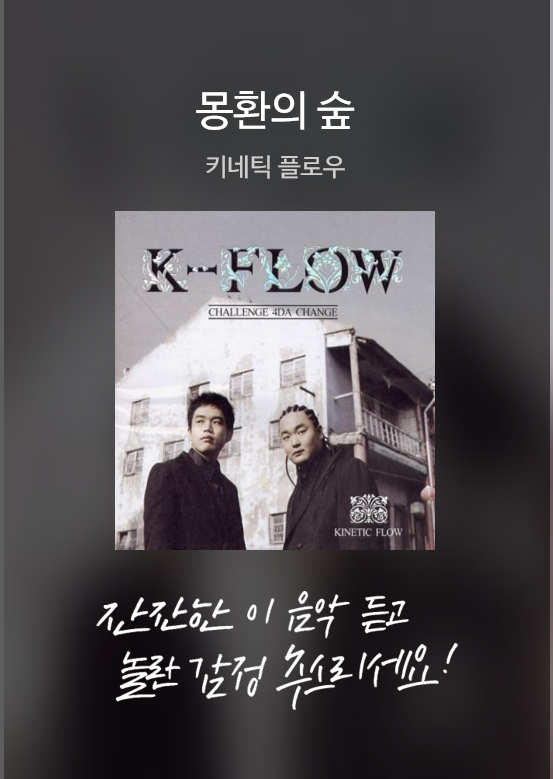 몽환의 숲
키네틱 플로우
K-FLOW
CHALLENGE 4DA CHANGE
KINETIC FLOW
잔잔한 이 음악 듣고
놀란 감정 추스리세요!